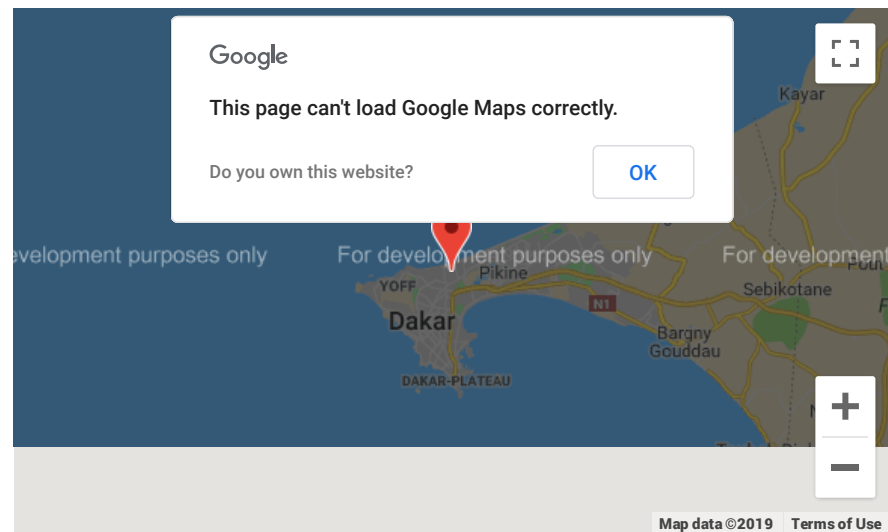 Google
This page can't load Google Maps correctly.
Do you own this website?
OK
Kayar
evelopment purposes only
For development purposes only
For development
Pikine
YOFF
Sebikotane
N1
Dakar
Bargny
Gouddau
DAKAR-PLATEAU
Map data ©2019
Terms of Use